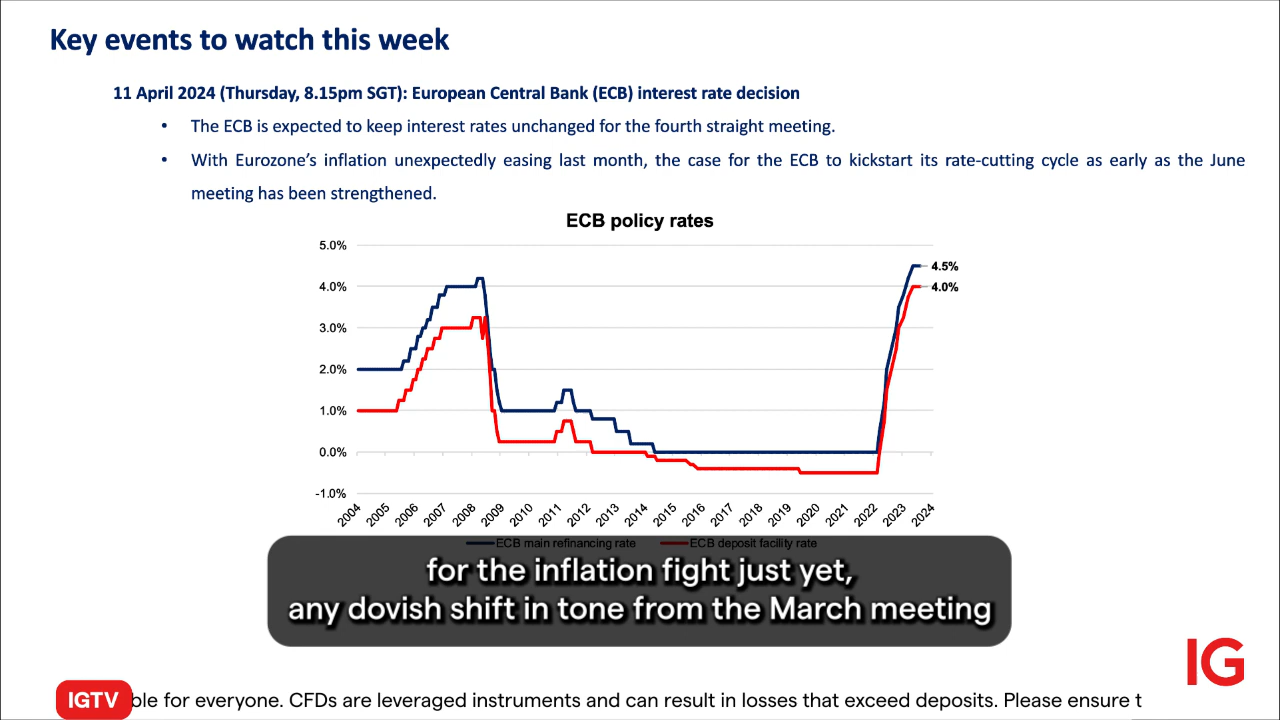 Key events to watch this week
11 April 2024 (Thursday, 8.15pm SGT): European Central Bank (ECB) interest rate decision
• The ECB is expected to keep interest rates unchanged for the fourth straight meeting.
• With Eurozone's inflation unexpectedly easing last month, the case for the ECB to kickstart its rate-cutting cycle as early as the June
meeting has been strengthened.
ECB policy rates
5.0%
4.0%
3.0%
2.0%
1.0%
0.0%
-1.0%
4.5%
4.0%
2004 2005 2006 2007 2008 2009 2010 2011 2012 2013 2014 2015 2016 2017 2018 2019 2020 2021 2022 2023 2024
ECB main refinancing rate ECB deposit facility rate
for the inflation fight just yet,
any dovish shift in tone from the March meeting
IG
IGTV ble for everyone. CFDs are leveraged instruments and can result in losses that exceed deposits. Please ensure t